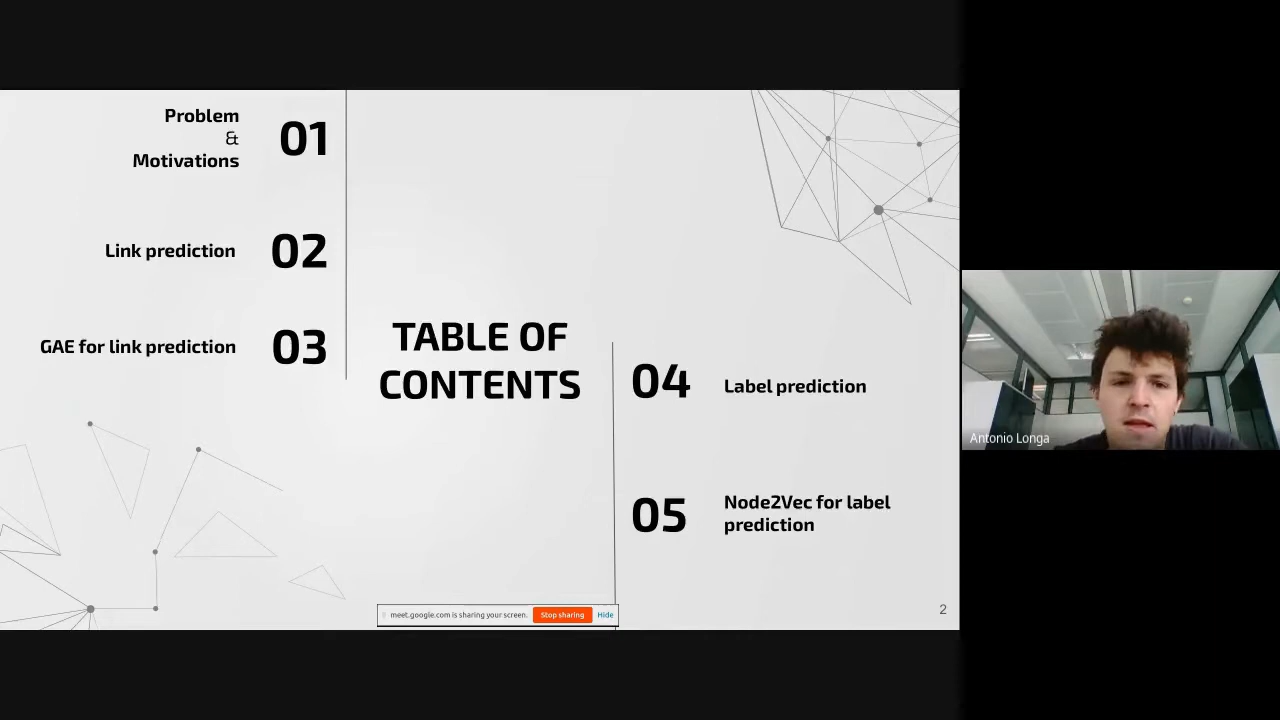 Problem
&
Motivations
01
Link prediction
02
GAE for link prediction
03
TABLE OF
CONTENTS
04
Label prediction
05
Node2Vec for label
prediction
meet.google.com is sharing your screen.
Stop sharing
Hide
2
Antonio Longa